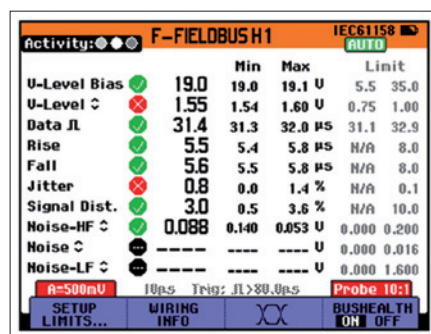 Activity: F-FIELDBUS H1 IEC61158 AUTO
Min Max Limit
V-Level Bias 19.0 19.0 19.1 V 5.5 35.0
V-Level 1.55 1.54 1.60 V 0.75 1.00
Data 31.4 31.3 32.0 µs 31.1 32.9
Rise 5.5 5.4 5.8 µs N/A 8.0
Fall 5.6 5.5 5.8 µs N/A 8.0
Jitter 0.8 0.0 1.4 % N/A 0.1
Signal Dist. 3.0 0.5 3.6 % N/A 10.0
Noise-HF 0.088 0.140 0.053 V 0.000 0.200
Noise ---- ---- ---- V 0.000 0.016
Noise-LF ---- ---- ---- V 0.000 1.600
A=500mV 10µs Trig: >80.0µs Probe 10:1
SETUP LIMITS... WIRING INFO BUSHEALTH ON OFF